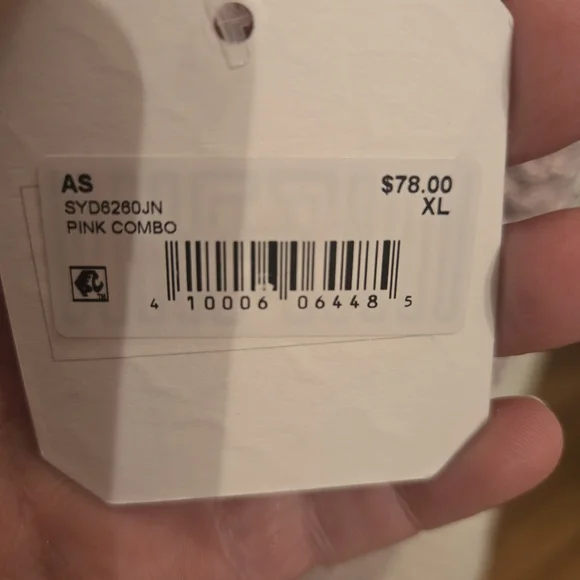 AS
$78.00
SYD6260JN
XL
PINK COMBO
4 10006 06448 5